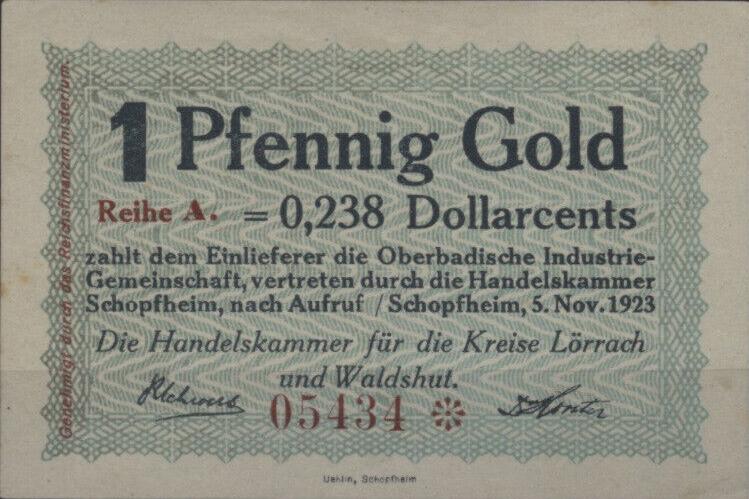 Genehmigt durch das Reichsfinanzministerium.
1 Pfennig Gold
Reihe A. = 0,238 Dollarcents
zahlt dem Einlieferer die Oberbadische Industrie-
Gemeinschaft, vertreten durch die Handelskammer
Schopfheim, nach Aufruf / Schopfheim, 5. Nov. 1923
Die Handelskammer für die Kreise Lörrach
und Waldshut.
05434
Uehlin, Schopfheim